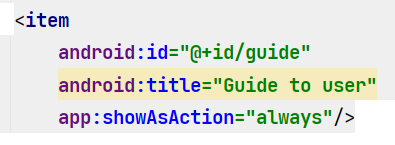 <item
android:id="@+id/guide"
android:title="Guide to user"
app:showAsAction="always"/>